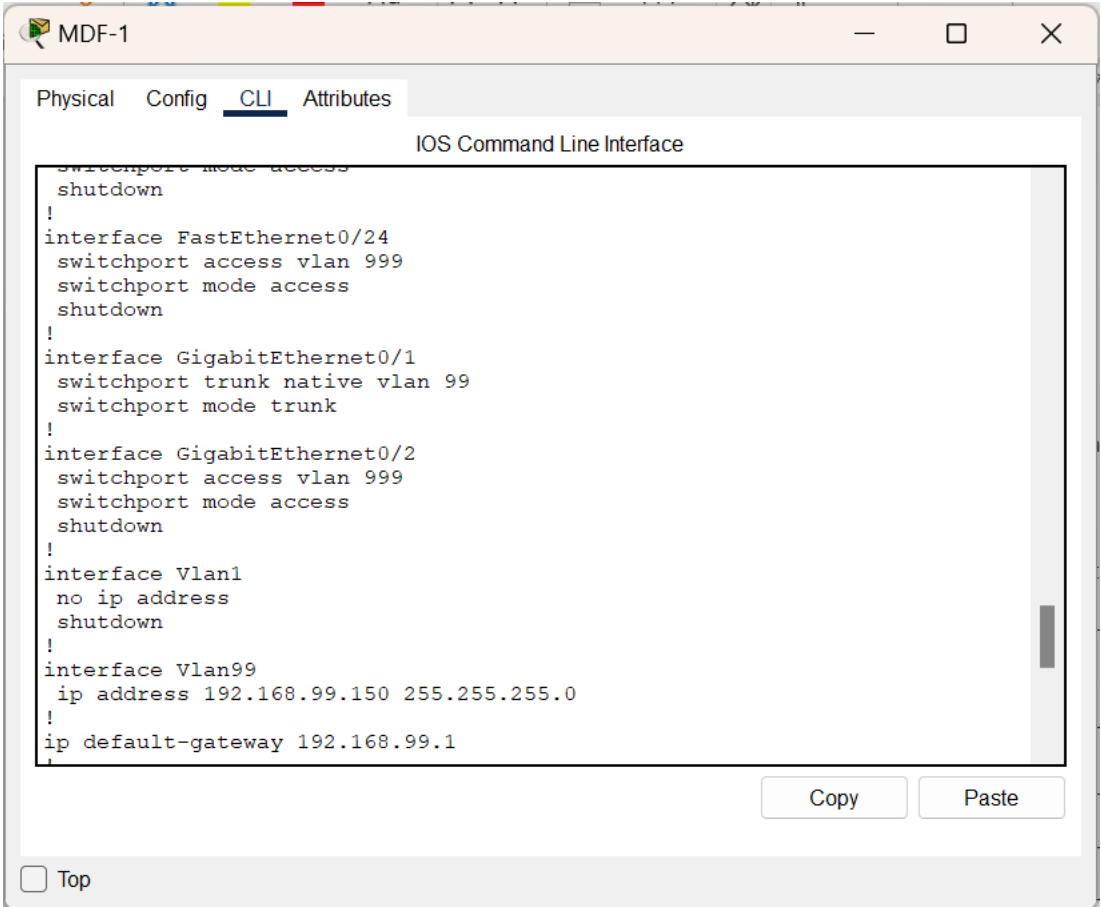 MDF-1
Physical Config CLI Attributes
IOS Command Line Interface
switchport mode access
shutdown
!
interface FastEthernet0/24
switchport access vlan 999
switchport mode access
shutdown
!
interface GigabitEthernet0/1
switchport trunk native vlan 99
switchport mode trunk
!
interface GigabitEthernet0/2
switchport access vlan 999
switchport mode access
shutdown
!
interface Vlan1
no ip address
shutdown
!
interface Vlan99
ip address 192.168.99.150 255.255.255.0
!
ip default-gateway 192.168.99.1
!
Copy Paste
Top